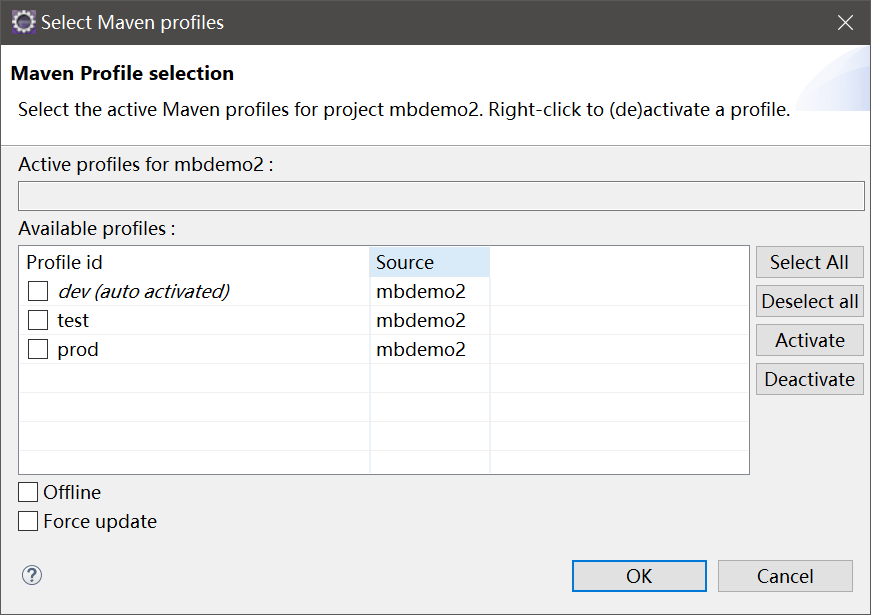 Select Maven profiles
Maven Profile selection
Select the active Maven profiles for project mbdemo2. Right-click to (de)activate a profile.
Active profiles for mbdemo2 :
Available profiles :
Profile id Source
dev (auto activated) mbdemo2
test mbdemo2
prod mbdemo2
Select All
Deselect all
Activate
Deactivate
Offline
Force update
? OK Cancel